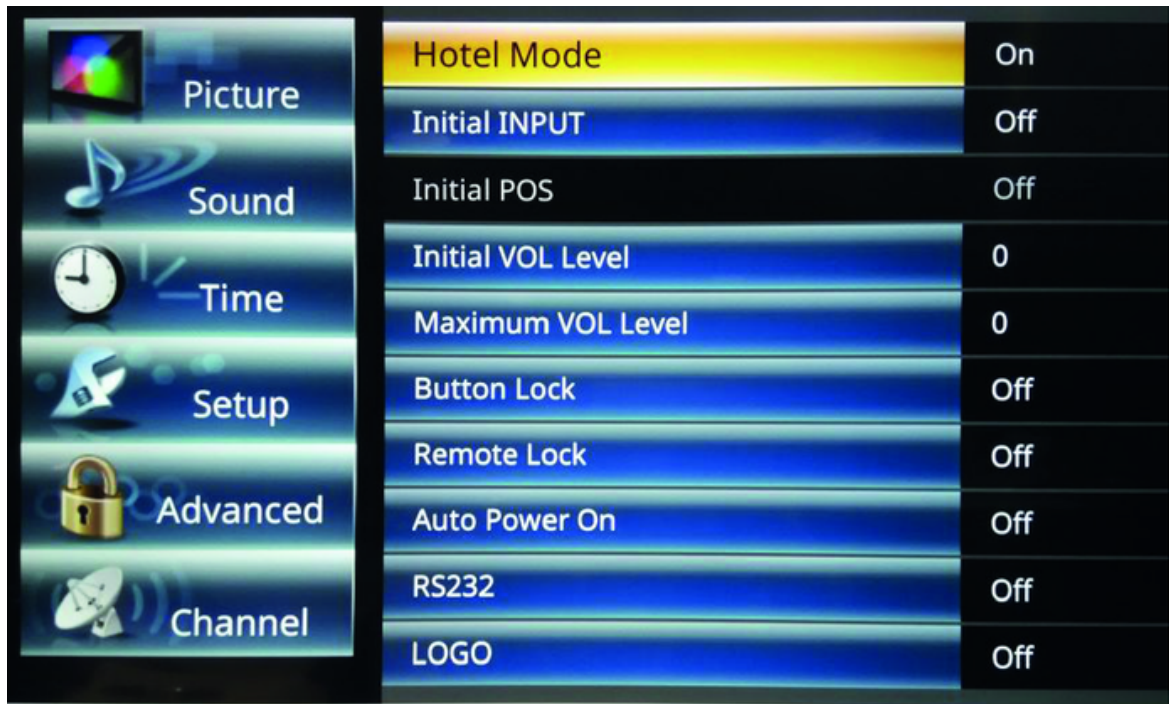 Picture
Sound
Time
Setup
Advanced
Channel
Hotel Mode On
Initial INPUT Off
Initial POS Off
Initial VOL Level 0
Maximum VOL Level 0
Button Lock Off
Remote Lock Off
Auto Power On Off
RS232 Off
LOGO Off